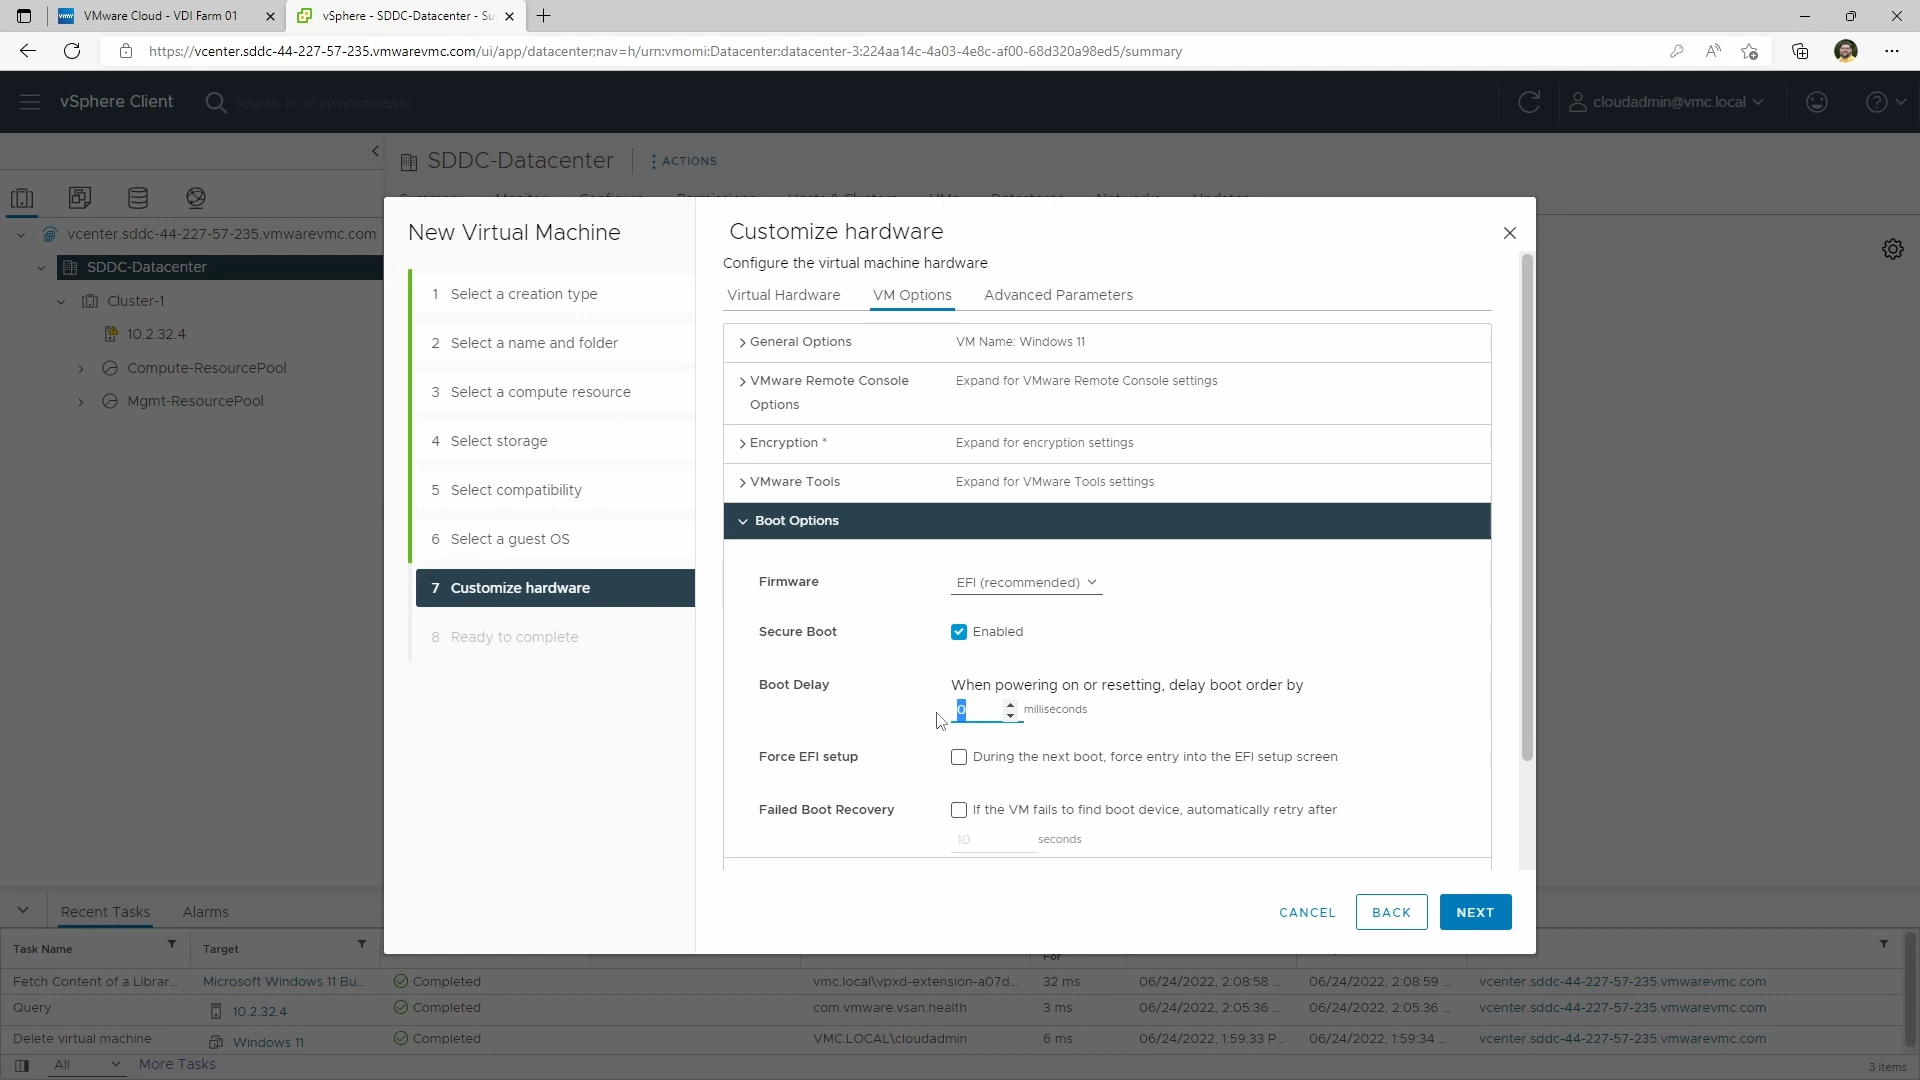 VMware Cloud - VDI Farm 01
vSphere - SDDC-Datacenter - Su
https://vcenter.sddc-44-227-57-235.vmwarevmc.com/ui/app/datacenter;nav=h/urn:vmomi:Datacenter:datacenter-3:224aa14c-4a03-4e8c-af00-68d320a98ed5/summary
vSphere Client
Search in all environments
cloudadmin@vmc.local
SDDC-Datacenter
ACTIONS
Summary Monitor Configure Permissions Hosts & Clusters VMs Datastores Networks Updates
vcenter.sddc-44-227-57-235.vmwarevmc.com
SDDC-Datacenter
Cluster-1
10.2.32.4
Compute-ResourcePool
Mgmt-ResourcePool
New Virtual Machine
1 Select a creation type
2 Select a name and folder
3 Select a compute resource
4 Select storage
5 Select compatibility
6 Select a guest OS
7 Customize hardware
8 Ready to complete
Customize hardware
Configure the virtual machine hardware
Virtual Hardware VM Options Advanced Parameters
General Options VM Name: Windows 11
VMware Remote Console Options Expand for VMware Remote Console settings
Encryption * Expand for encryption settings
VMware Tools Expand for VMware Tools settings
Boot Options
Firmware EFI (recommended)
Secure Boot Enabled
Boot Delay When powering on or resetting, delay boot order by
0 milliseconds
Force EFI setup During the next boot, force entry into the EFI setup screen
Failed Boot Recovery If the VM fails to find boot device, automatically retry after
10 seconds
CANCEL BACK NEXT
Recent Tasks Alarms
Task Name Target For
Fetch Content of a Librar... Microsoft Windows 11 Bu... Completed vmc.local\vpxd-extension-a07d... 32 ms 06/24/2022, 2:08:58 ... 06/24/2022, 2:08:59 ... vcenter.sddc-44-227-57-235.vmwarevmc.com
Query 10.2.32.4 Completed com.vmware.vsan.health 3 ms 06/24/2022, 2:05:36 ... 06/24/2022, 2:05:36 ... vcenter.sddc-44-227-57-235.vmwarevmc.com
Delete virtual machine Windows 11 Completed VMC.LOCAL\cloudadmin 6 ms 06/24/2022, 1:59:33 P... 06/24/2022, 1:59:34 ... vcenter.sddc-44-227-57-235.vmwarevmc.com
All More Tasks 3 items